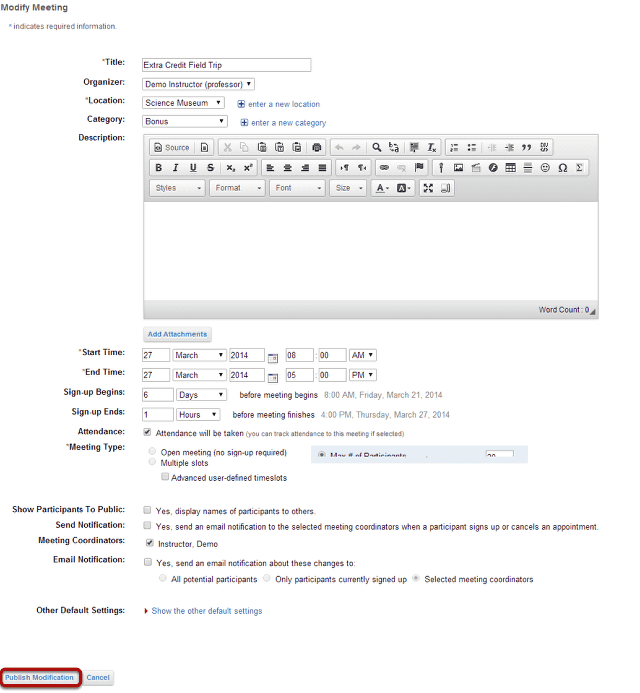 Modify Meeting
* indicates required information.
*Title: Extra Credit Field Trip
Organizer: Demo Instructor (professor)
*Location: Science Museum enter a new location
Category: Bonus enter a new category
Description:
Source
B I U S x₂ x²
Styles Format Font Size A A
Word Count : 0
Add Attachments
*Start Time: 27 March 2014 08 : 00 AM
*End Time: 27 March 2014 05 : 00 PM
Sign-up Begins: 6 Days before meeting begins 8:00 AM, Friday, March 21, 2014
Sign-up Ends: 1 Hours before meeting finishes 4:00 PM, Thursday, March 27, 2014
Attendance: Attendance will be taken (you can track attendance to this meeting if selected)
*Meeting Type: Open meeting (no sign-up required) Max # of Participants 20
Multiple slots
Advanced user-defined timeslots
Show Participants To Public: Yes, display names of participants to others.
Send Notification: Yes, send an email notification to the selected meeting coordinators when a participant signs up or cancels an appointment.
Meeting Coordinators: Instructor, Demo
Email Notification: Yes, send an email notification about these changes to:
All potential participants Only participants currently signed up Selected meeting coordinators
Other Default Settings: Show the other default settings
Publish Modification Cancel